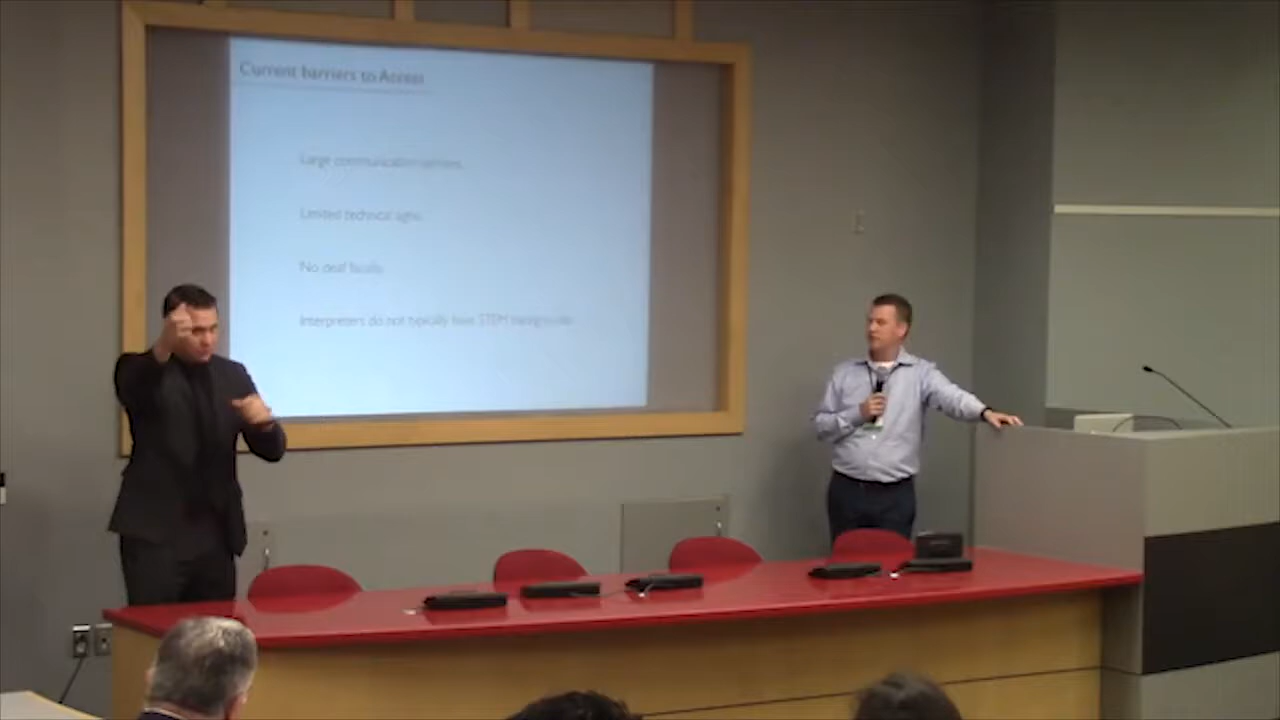 Current barriers to Access
Large communication barriers
Limited technical signs
No deaf faculty
Interpreters do not typically have STEM backgrounds